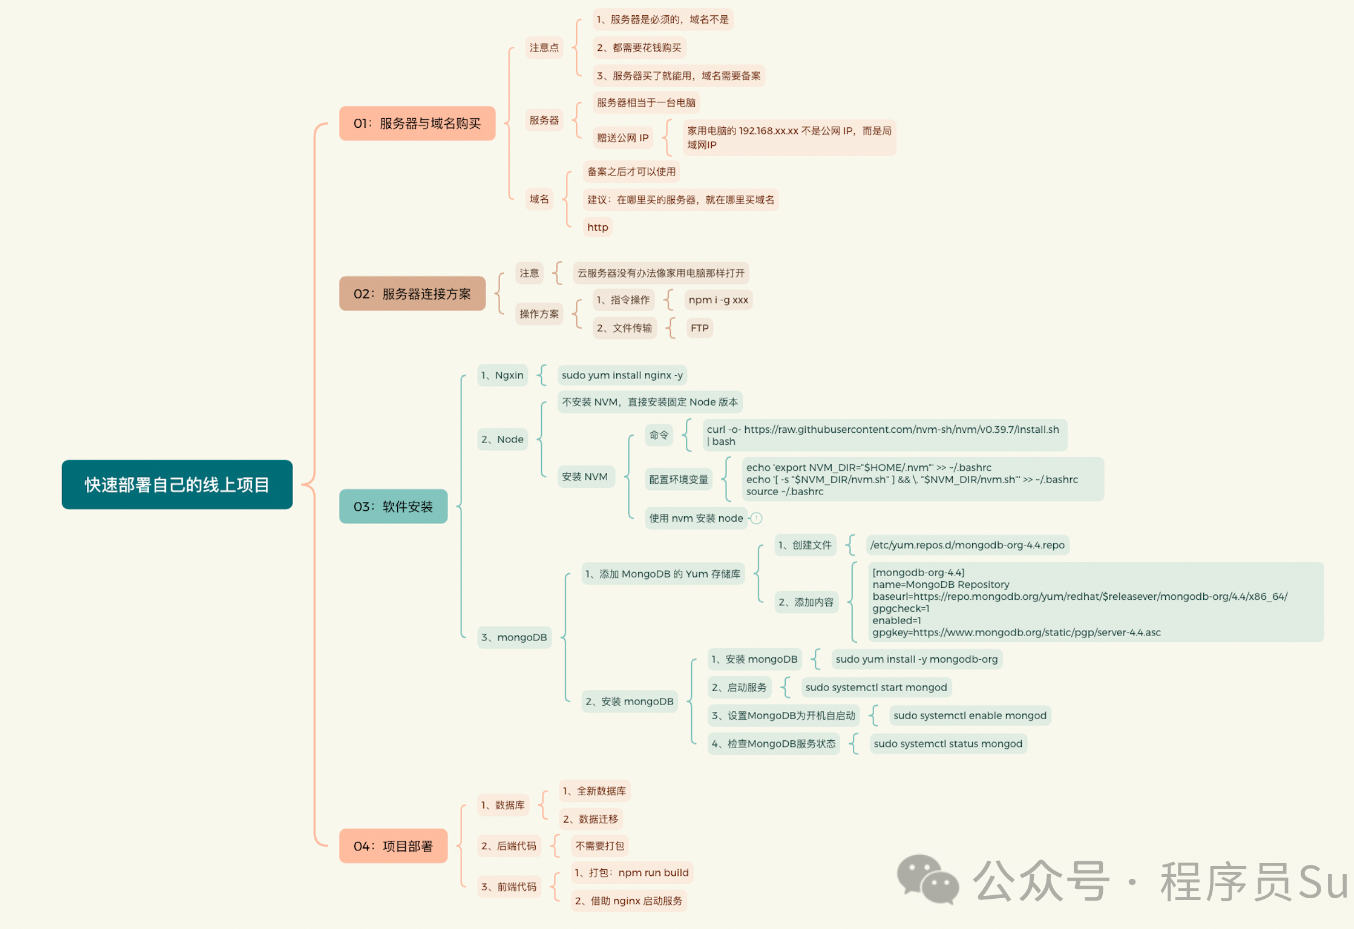 快速部署自己的线上项目
01：服务器与域名购买
注意点
1、服务器是必须的，域名不是
2、都需要花钱购买
3、服务器买了就能用，域名需要备案
服务器
服务器相当于一台电脑
赠送公网 IP
家用电脑的 192.168.xx.xx 不是公网 IP，而是局
域网IP
域名
备案之后才可以使用
建议：在哪里买的服务器，就在哪里买域名
http
02：服务器连接方案
注意
云服务器没有办法像家用电脑那样打开
操作方案
1、指令操作
npm i -g xxx
2、文件传输
FTP
03：软件安装
1、Ngxin
sudo yum install nginx -y
2、Node
不安装 NVM，直接安装固定 Node 版本
安装 NVM
命令
curl -o- https://raw.githubusercontent.com/nvm-sh/nvm/v0.39.7/install.sh
| bash
配置环境变量
echo 'export NVM_DIR="$HOME/.nvm"' >> ~/.bashrc
echo '[ -s "$NVM_DIR/nvm.sh" ] && \. "$NVM_DIR/nvm.sh"' >> ~/.bashrc
source ~/.bashrc
使用 nvm 安装 node
1
3、mongoDB
1、添加 MongoDB 的 Yum 存储库
1、创建文件
/etc/yum.repos.d/mongodb-org-4.4.repo
2、添加内容
[mongodb-org-4.4]
name=MongoDB Repository
baseurl=https://repo.mongodb.org/yum/redhat/$releasever/mongodb-org/4.4/x86_64/
gpgcheck=1
enabled=1
gpgkey=https://www.mongodb.org/static/pgp/server-4.4.asc
2、安装 mongoDB
1、安装 mongoDB
sudo yum install -y mongodb-org
2、启动服务
sudo systemctl start mongod
3、设置MongoDB为开机自启动
sudo systemctl enable mongod
4、检查MongoDB服务状态
sudo systemctl status mongod
04：项目部署
1、数据库
1、全新数据库
2、数据迁移
2、后端代码
不需要打包
3、前端代码
1、打包：npm run build
2、借助 nginx 启动服务
公众号 · 程序员Su